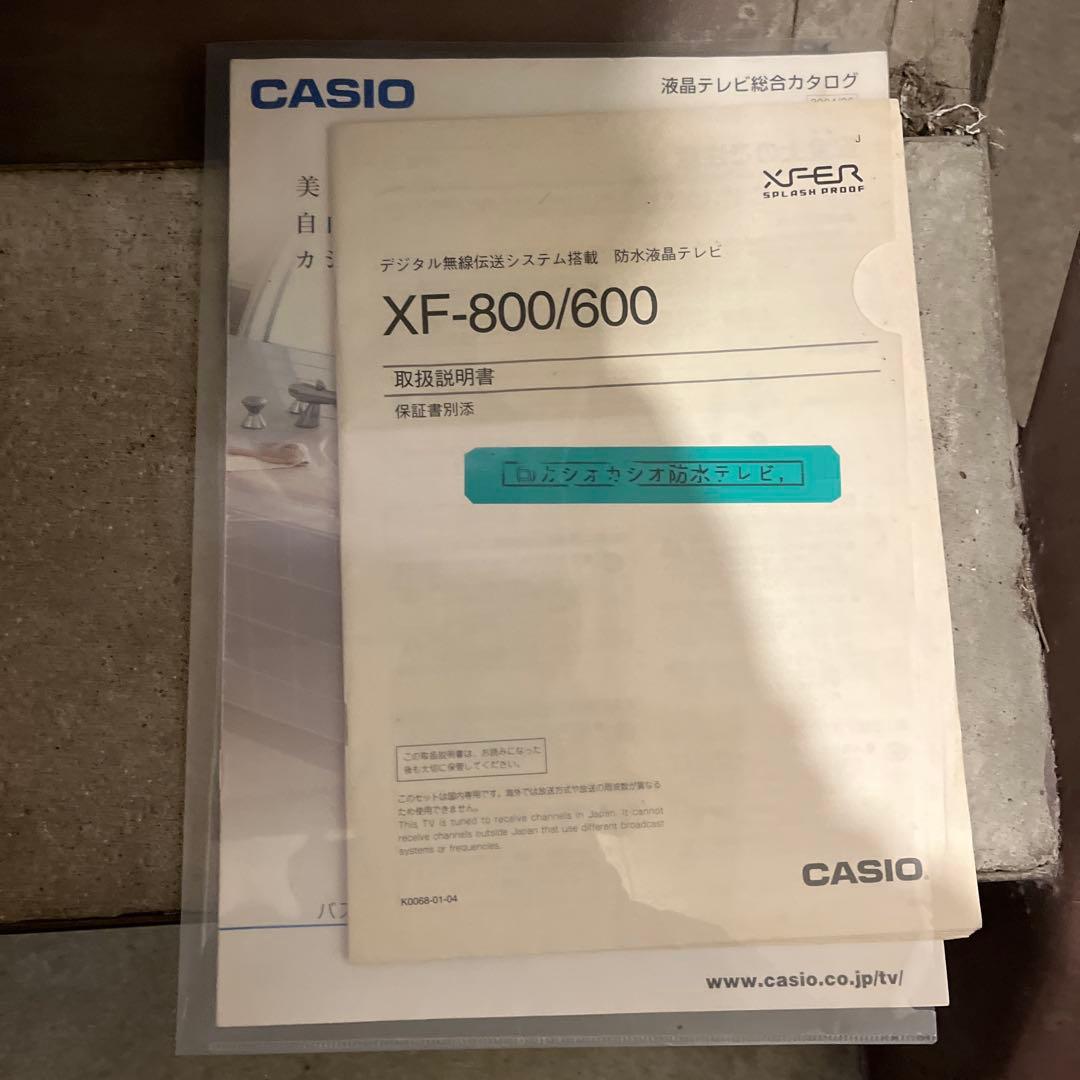 CASIO
液晶テレビ総合カタログ
美
自
カシ
J
XFER
SPLASH PROOF
デジタル無線伝送システム搭載 防水液晶テレビ
XF-800/600
取扱説明書
保証書別添
カシオカシオ防水テレビ,
この取扱説明書は、お読みになった
後も大切に保管してください。
このセットは国内専用です。海外では放送方式や放送の周波数が異なる
ため使用できません。
This TV is tuned to receive channels in Japan. It cannot
receive channels outside Japan that use different broadcast
systems or frequencies.
CASIO®
K0068-01-04
バス
www.casio.co.jp/tv/